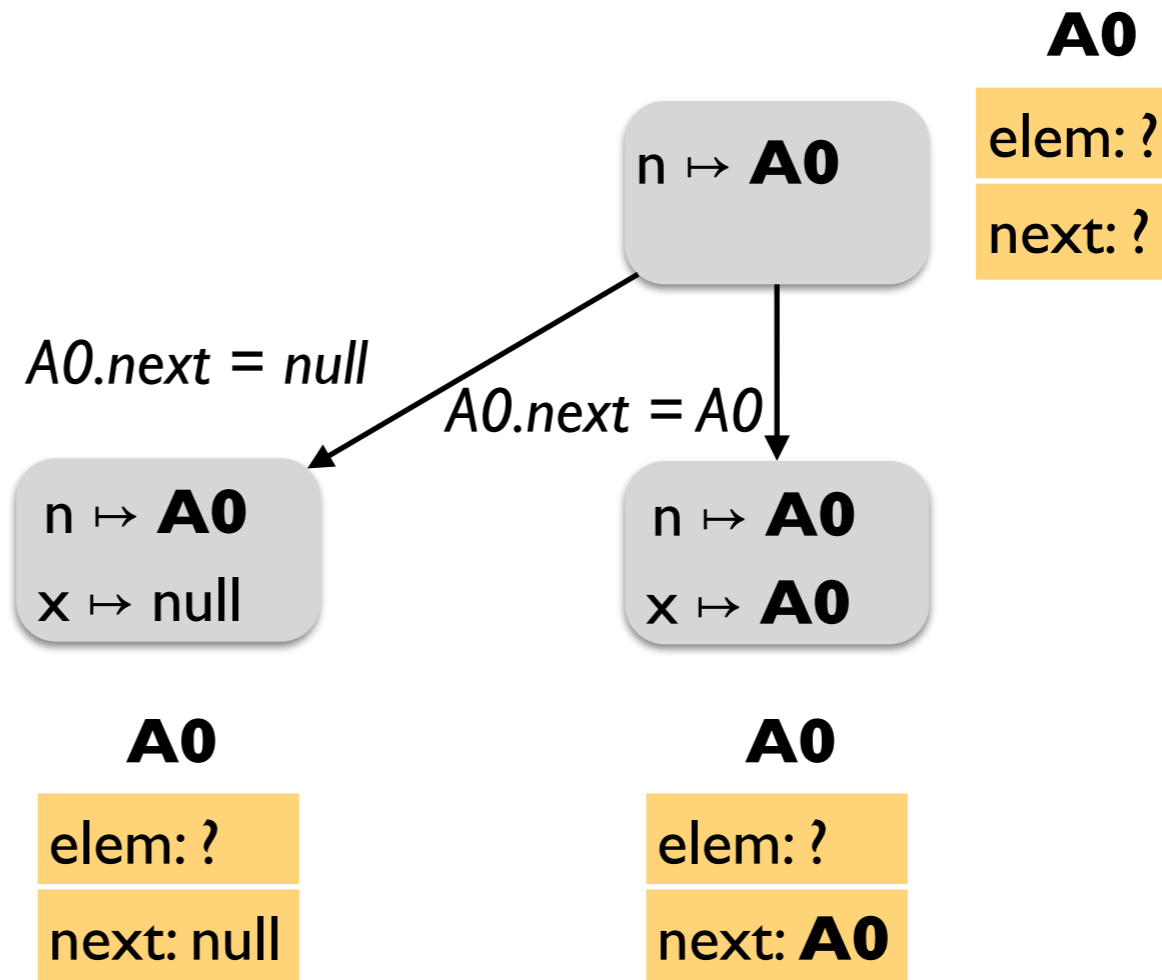 A0
elem: ?
next: ?
n ↦ A0
A0.next = null
A0.next = A0
n ↦ A0
x ↦ null
n ↦ A0
x ↦ A0
A0
elem: ?
next: null
A0
elem: ?
next: A0